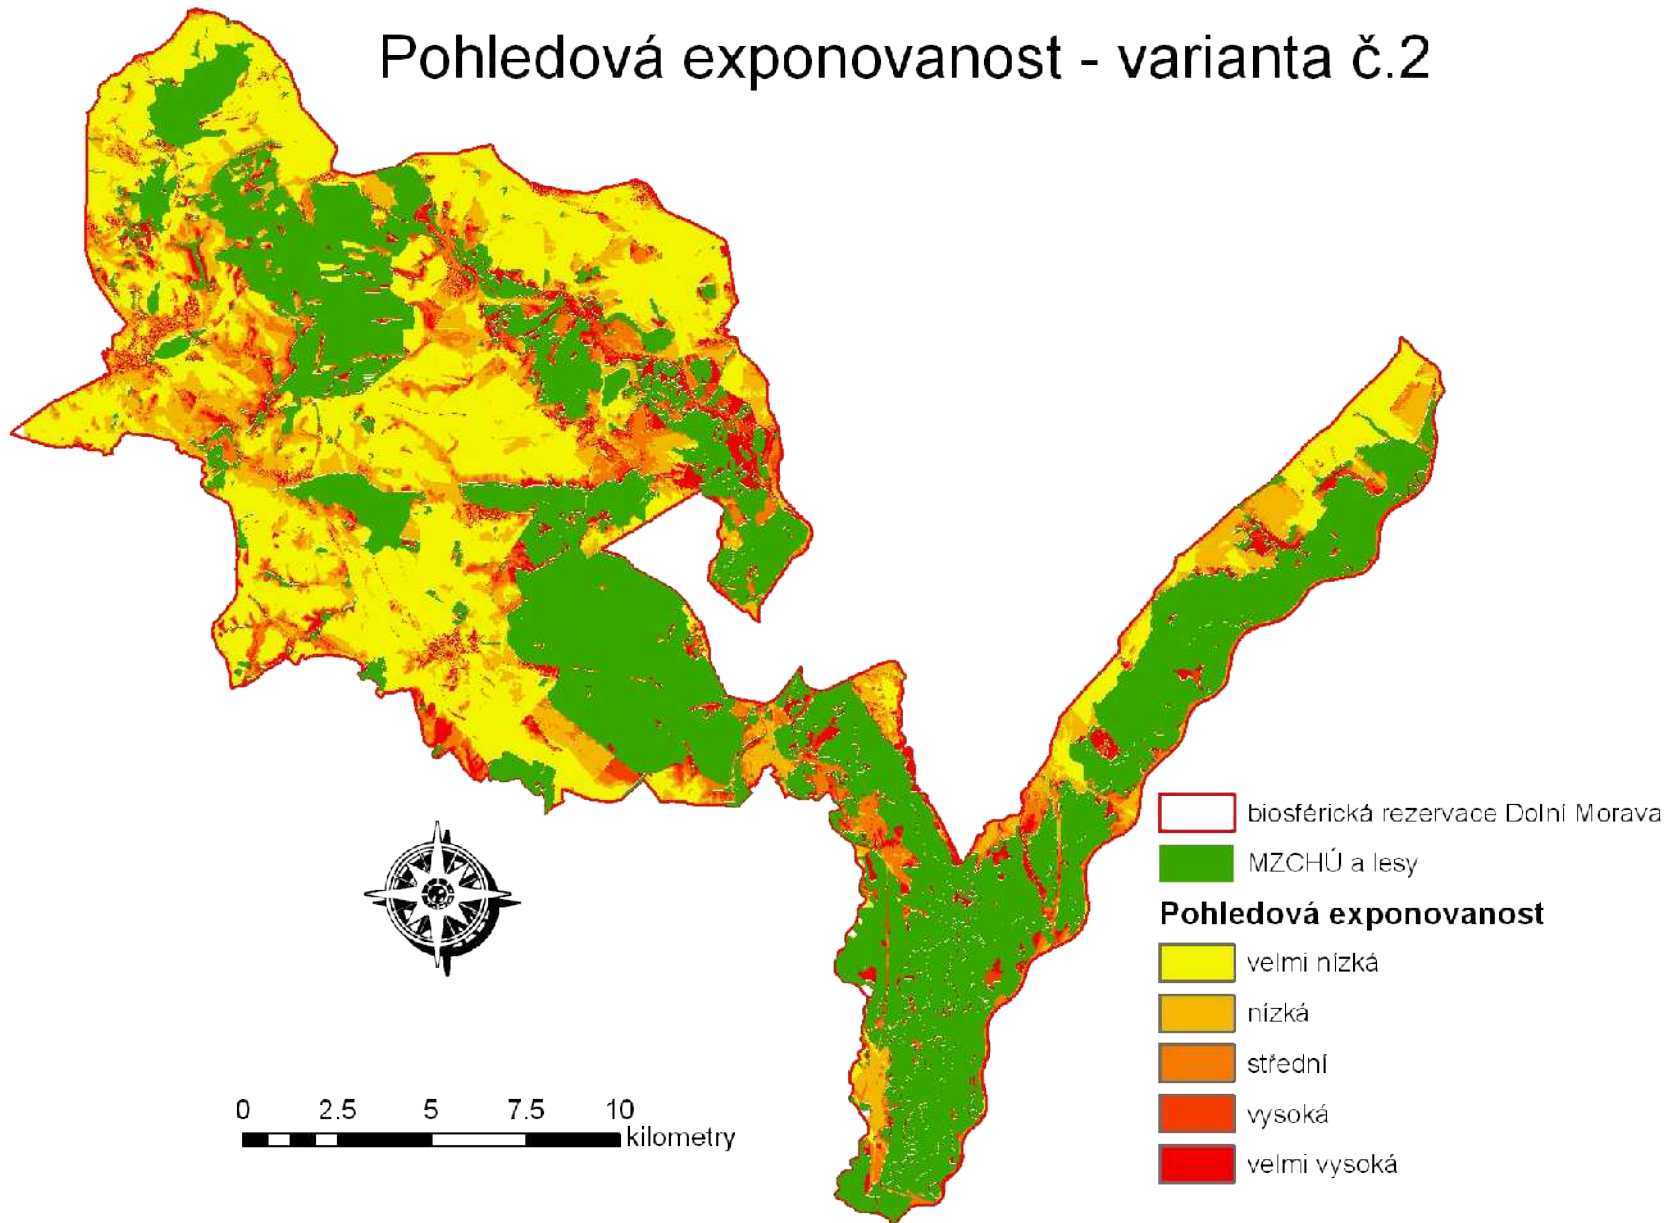 Pohledová exponovanost - varianta č.2
biosférická rezervace Dolní Morava
MZCHÚ a lesy
Pohledová exponovanost
velmi nízká
nízká
střední
vysoká
velmi vysoká
0 2.5 5 7.5 10
kilometry